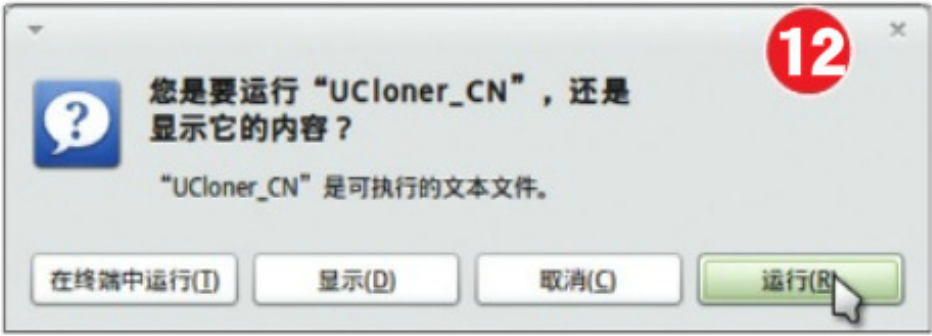 12
您是要运行“UCloner_CN”，还是
显示它的内容？
“UCloner_CN”是可执行的文本文件。
在终端中运行(T) 显示(D) 取消(C) 运行(R)